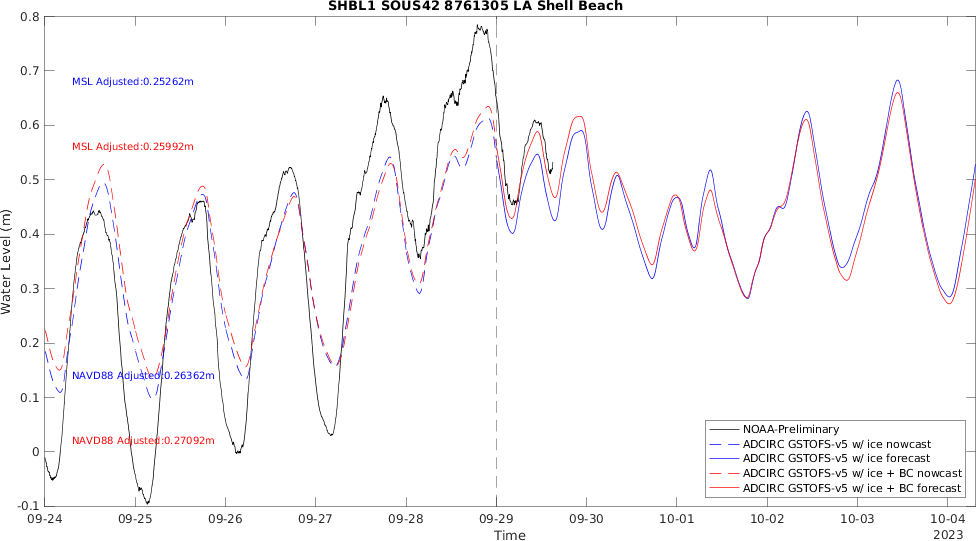 SHBL1 SOUS42 8761305 LA Shell Beach
0.8
0.7
0.6
0.5
0.4
0.3
0.2
0.1
0
-0.1
Water Level (m)
MSL Adjusted:0.25262m
MSL Adjusted:0.25992m
NAVD88 Adjusted:0.26362m
NAVD88 Adjusted:0.27092m
NOAA-Preliminary
ADCIRC GSTOFS-v5 w/ ice nowcast
ADCIRC GSTOFS-v5 w/ ice forecast
ADCIRC GSTOFS-v5 w/ ice + BC nowcast
ADCIRC GSTOFS-v5 w/ ice + BC forecast
09-24 09-25 09-26 09-27 09-28 09-29 09-30 10-01 10-02 10-03 10-04
Time
2023